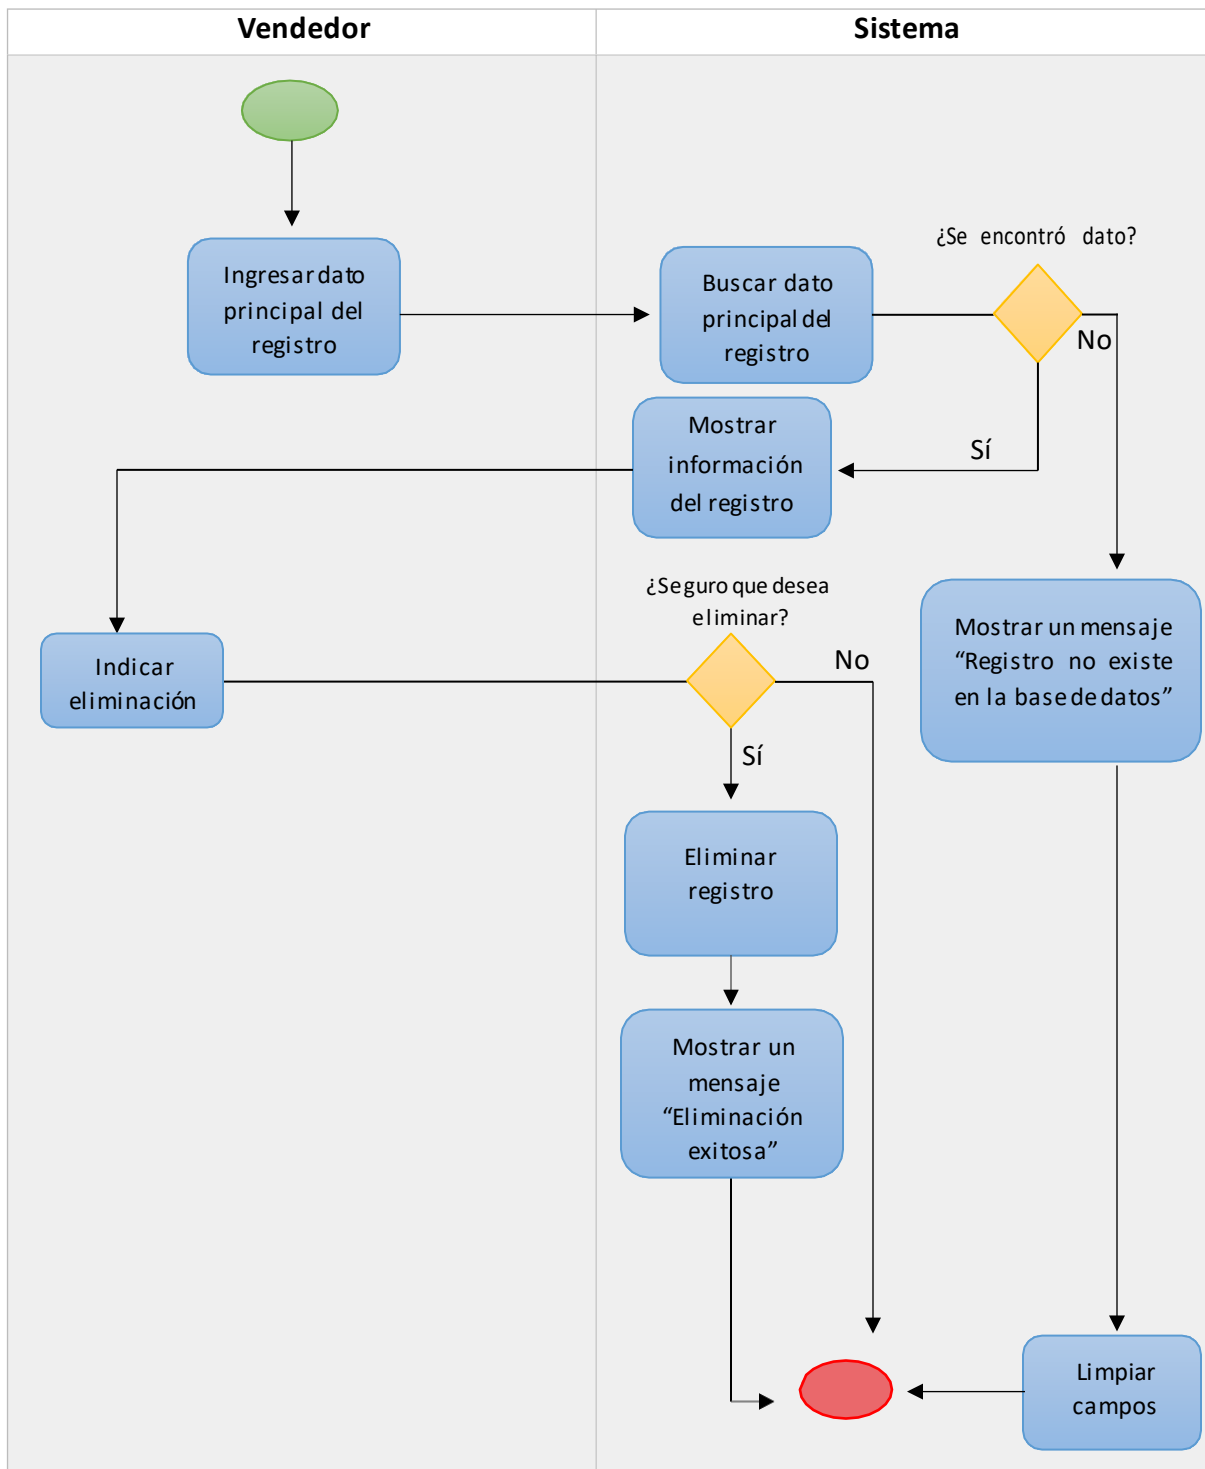 Vendedor
Sistema
¿Se encontró dato?
Ingresar dato
principal del
registro
Buscar dato
principal del
registro
No
Mostrar
información
del registro
Sí
¿Seguro que desea
eliminar?
Mostrar un mensaje
“Registro no existe
en la base de datos”
Indicar
eliminación
No
Sí
Eliminar
registro
Mostrar un
mensaje
“Eliminación
exitosa”
Limpiar
campos